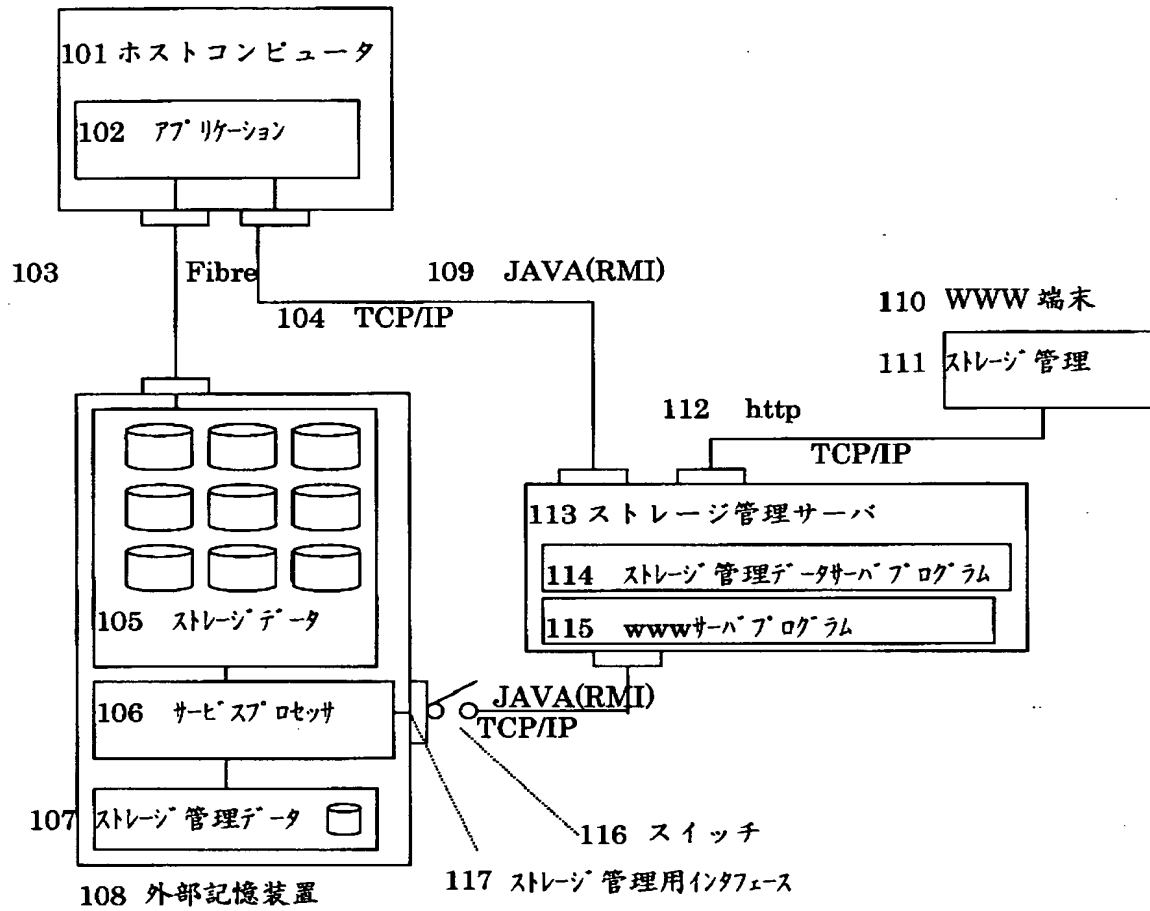 101 ホストコンピュータ
102 アプリケーション
103 Fibre
109 JAVA(RMI)
104 TCP/IP
110 WWW 端末
111 ストレージ管理
112 http
TCP/IP
113 ストレージ管理サーバ
114 ストレージ管理データサーバプログラム
115 wwwサーバプログラム
105 ストレージデータ
106 サービスプロセッサ
JAVA(RMI)
TCP/IP
107 ストレージ管理データ
116 スイッチ
117 ストレージ管理用インタフェース
108 外部記憶装置